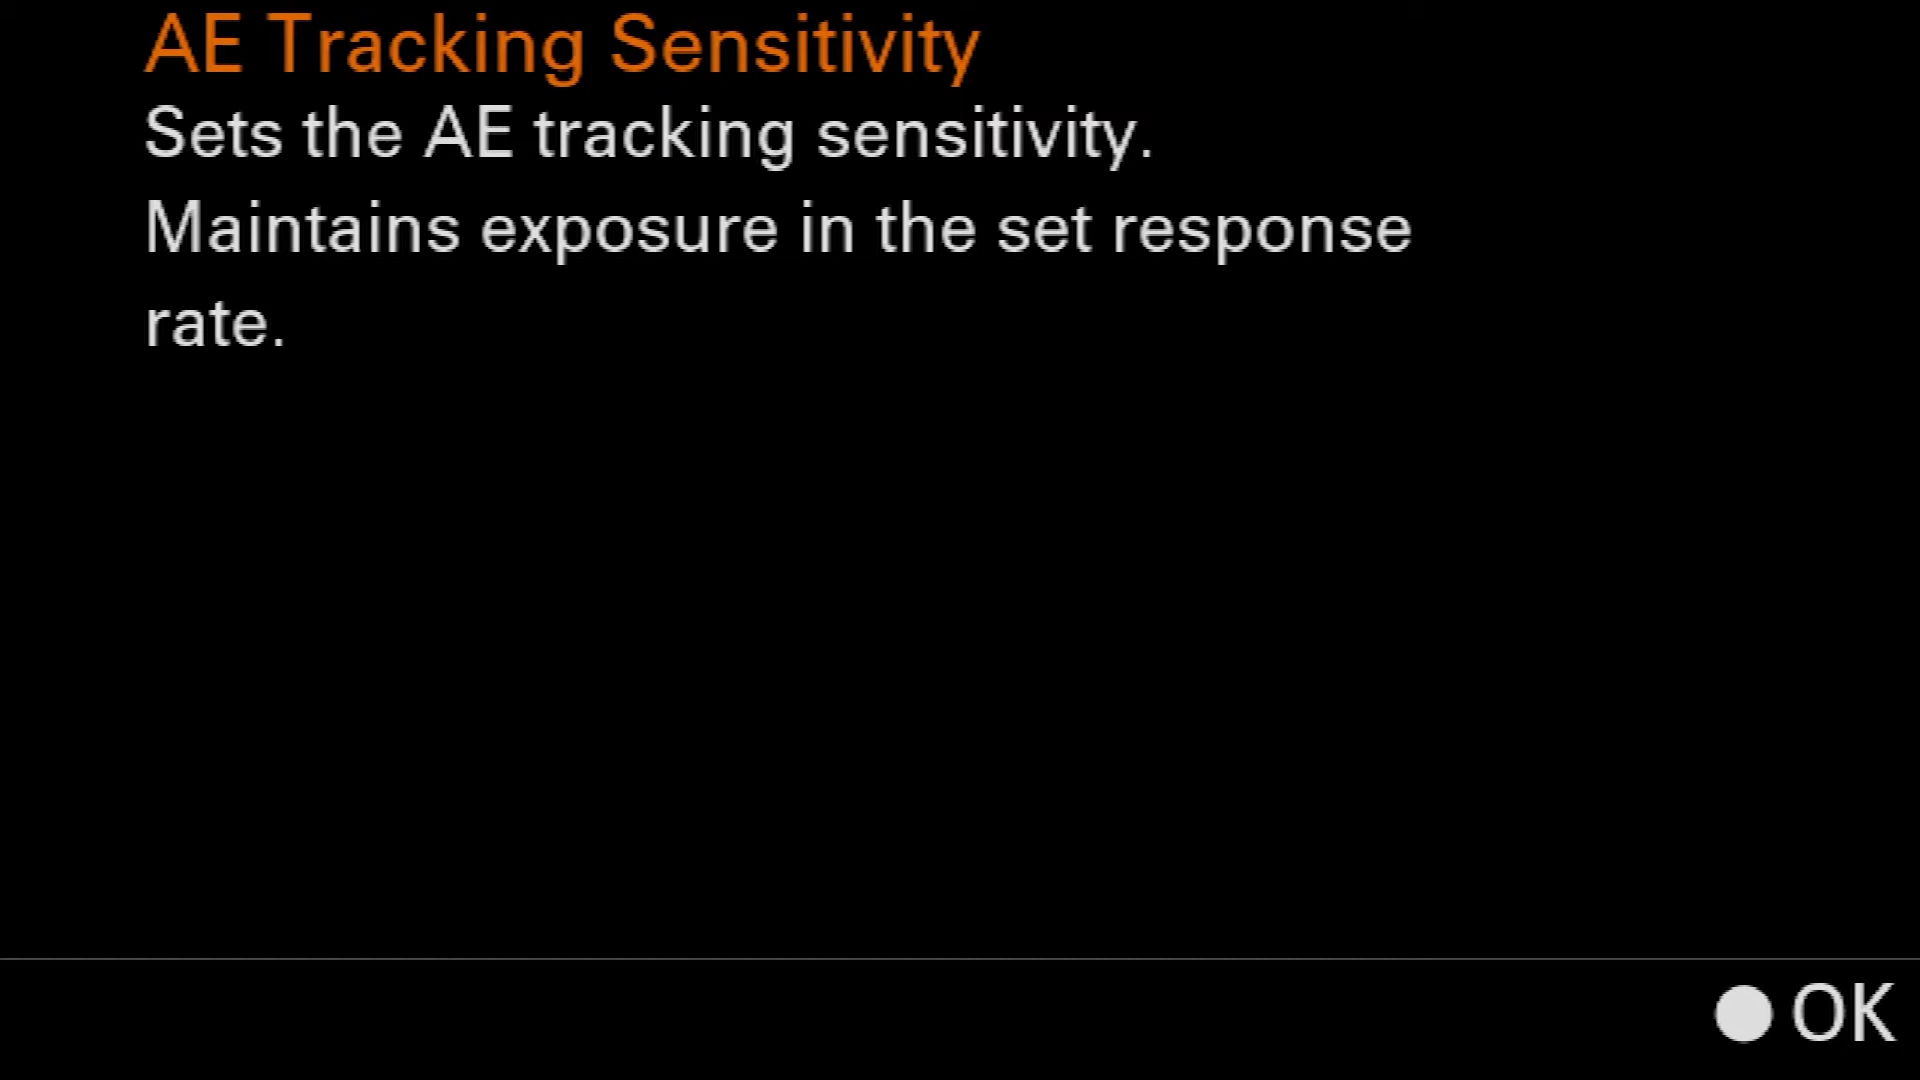 AE Tracking Sensitivity
Sets the AE tracking sensitivity.
Maintains exposure in the set response
rate.
OK